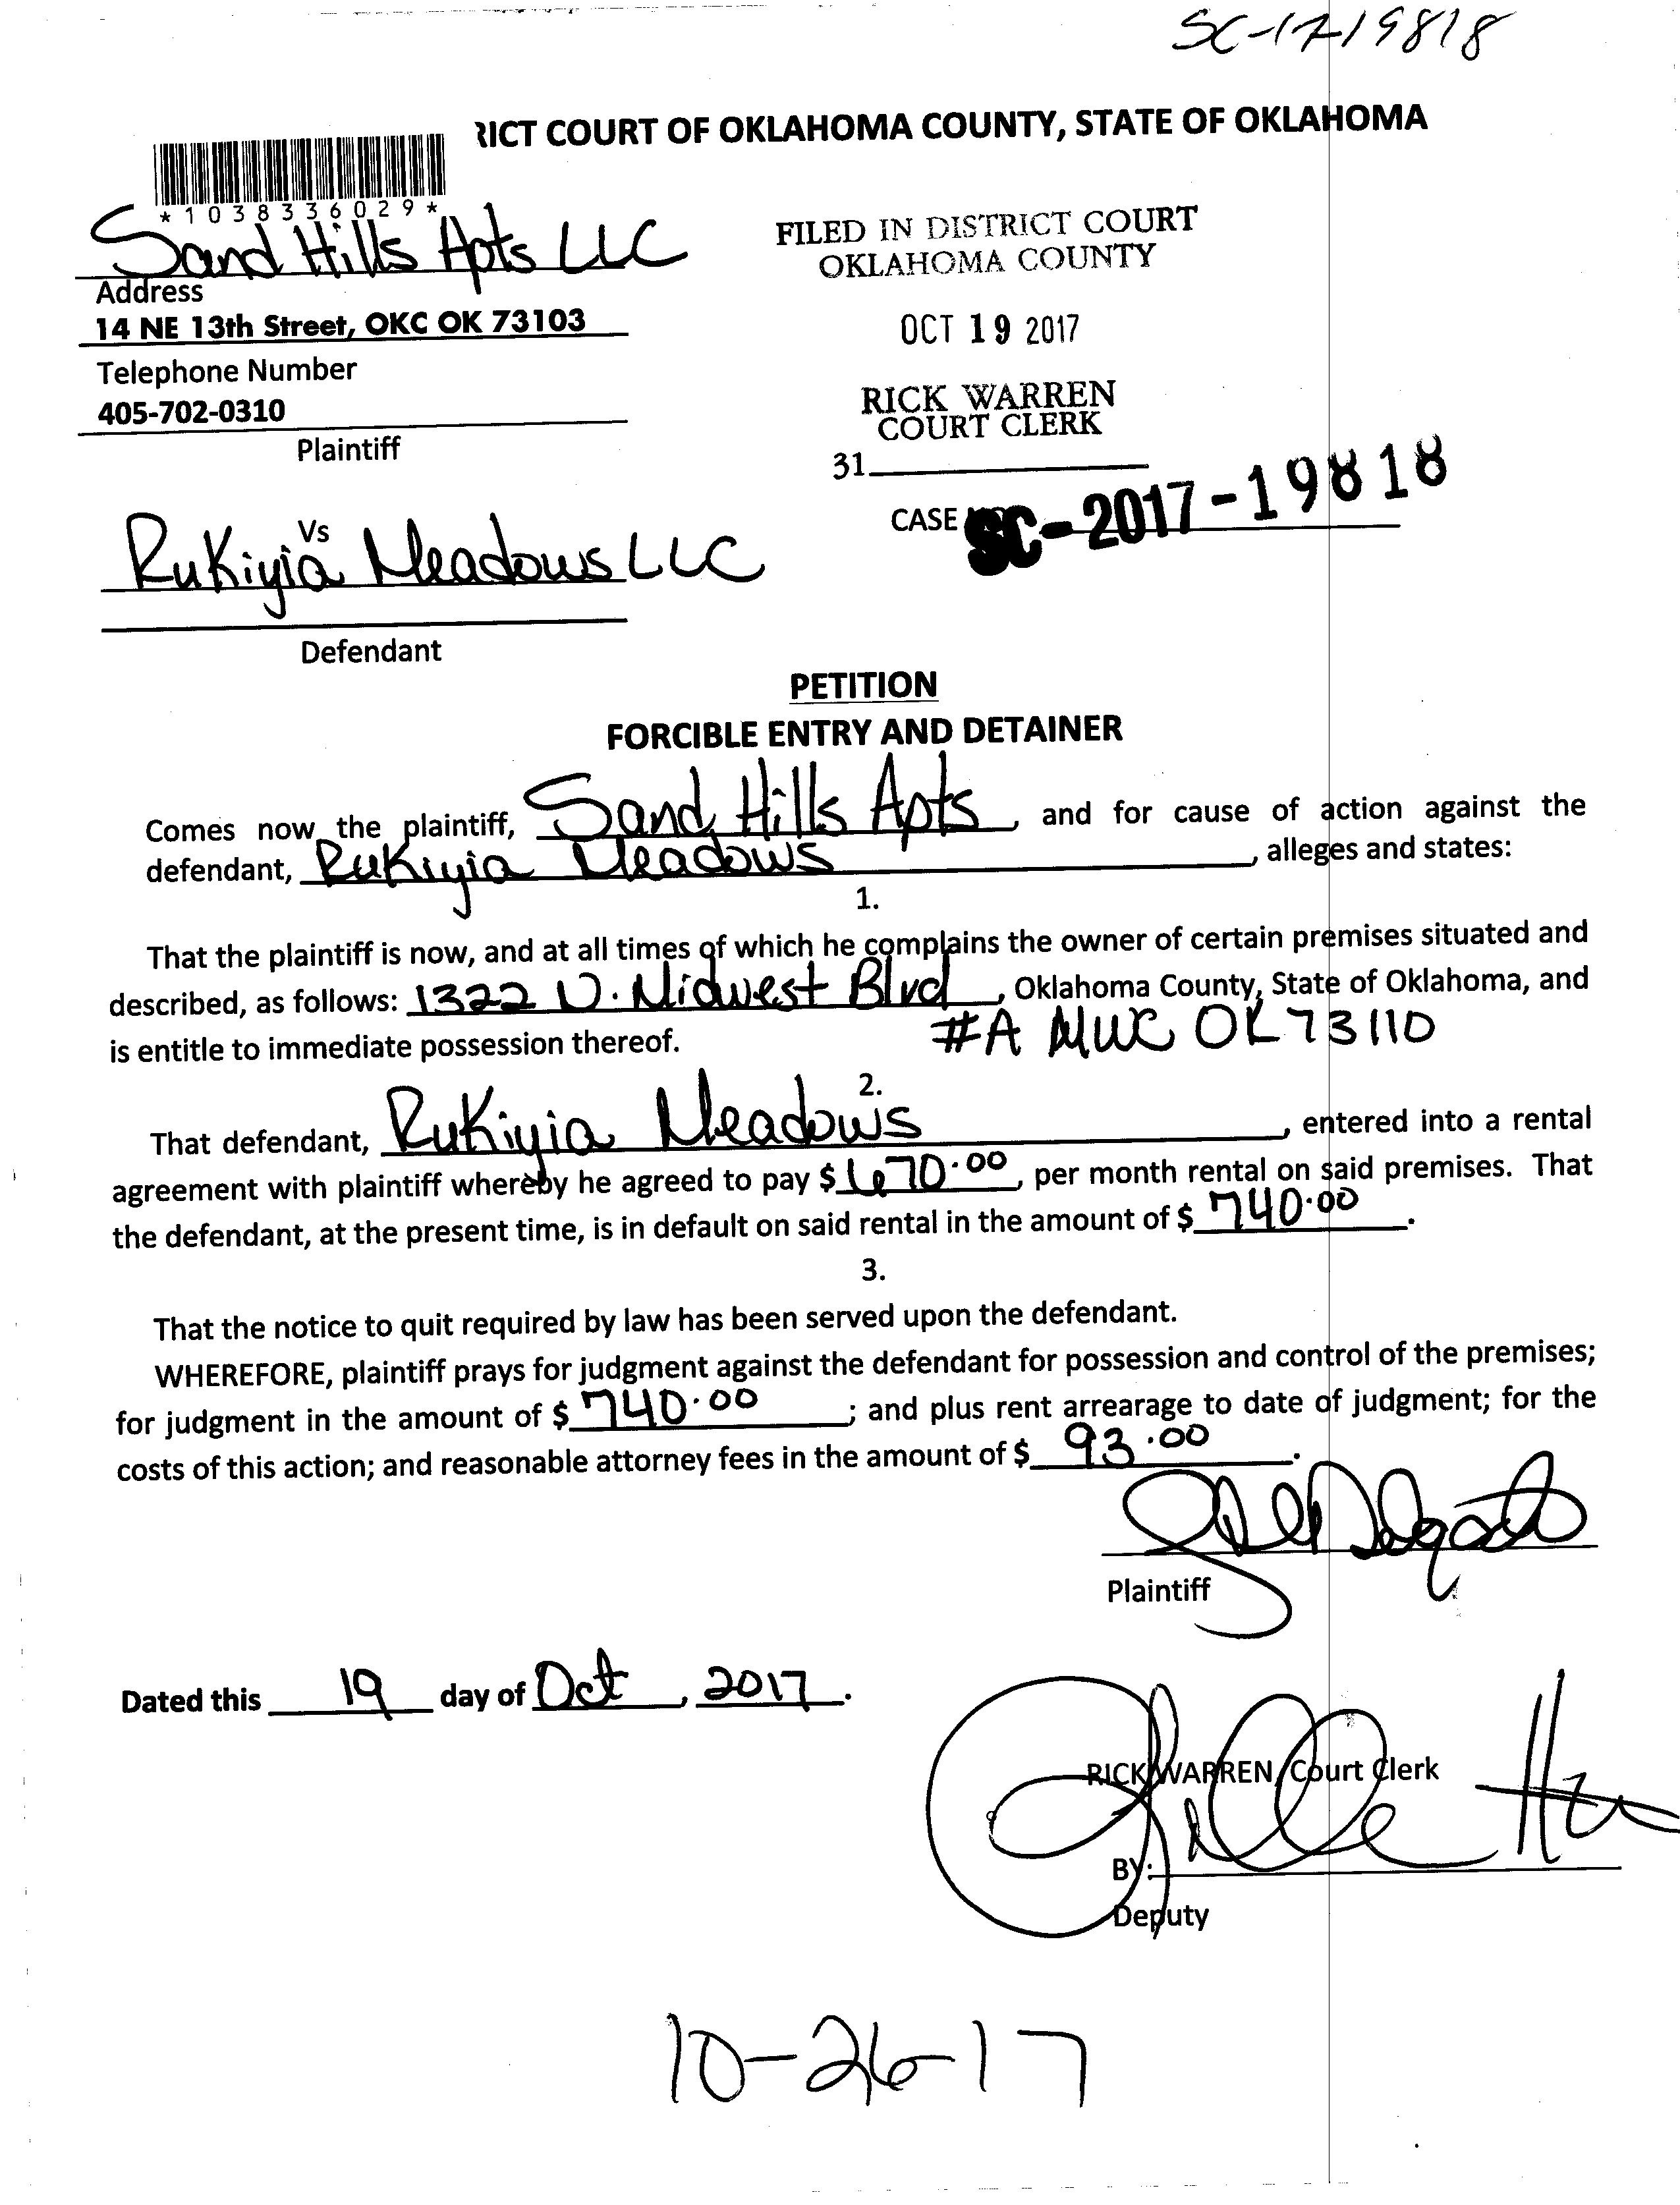 SC-17-19818
RICT COURT OF OKLAHOMA COUNTY, STATE OF OKLAHOMA
*1038336029*
Sand Hills Apts LLC
Address
14 NE 13th Street, OKC OK 73103
Telephone Number
405-702-0310
Plaintiff
FILED IN DISTRICT COURT
OKLAHOMA COUNTY
OCT 19 2017
RICK WARREN
COURT CLERK
31
CASE SC-2017-19818
Vs
Rukiyia Meadows LLC
Defendant
PETITION
FORCIBLE ENTRY AND DETAINER
Comes now the plaintiff, Sand Hills Apts, and for cause of action against the
defendant, Rukiyia Meadows, alleges and states:
1.
That the plaintiff is now, and at all times of which he complains the owner of certain premises situated and
described, as follows: 1322 N. Midwest Blvd, Oklahoma County, State of Oklahoma, and
#A MWC OK 73110
is entitle to immediate possession thereof.
2.
That defendant, Rukiyia Meadows, entered into a rental
agreement with plaintiff whereby he agreed to pay $ 670.00, per month rental on said premises. That
the defendant, at the present time, is in default on said rental in the amount of $ 740.00.
3.
That the notice to quit required by law has been served upon the defendant.
WHEREFORE, plaintiff prays for judgment against the defendant for possession and control of the premises;
for judgment in the amount of $ 740.00; and plus rent arrearage to date of judgment; for the
costs of this action; and reasonable attorney fees in the amount of $ 93.00.
Delgado
Plaintiff
Dated this 19 day of Oct, 2017.
RICK WARREN, Court Clerk
BY:
Deputy
10-26-17